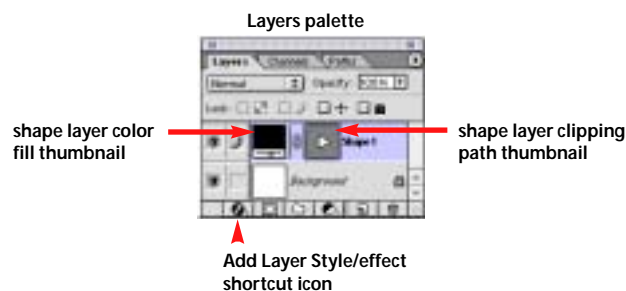 Layers palette
Layers Channels Paths
Normal Opacity:
Lock:
shape layer color
fill thumbnail
Shape 1
shape layer clipping
path thumbnail
Background
Add Layer Style/effect
shortcut icon